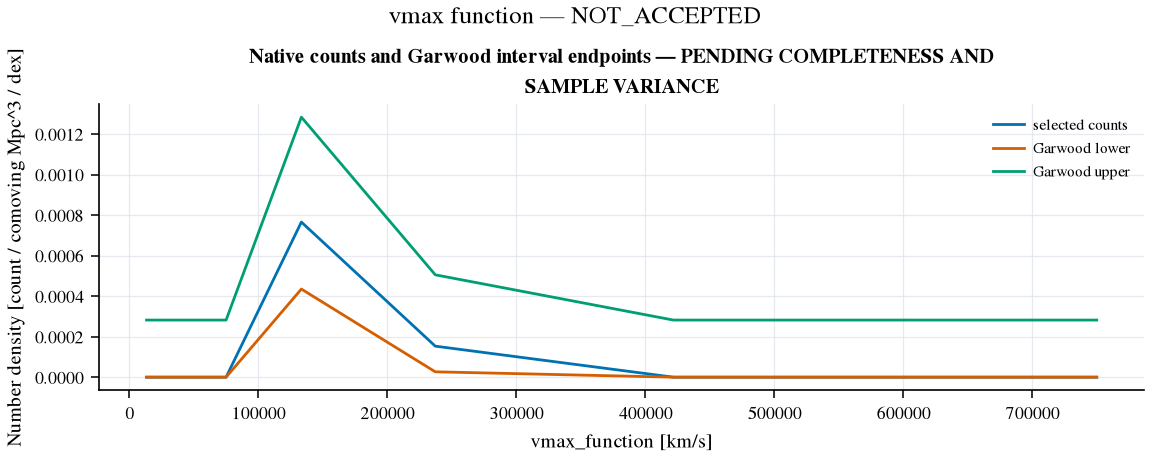 vmax function — NOT_ACCEPTED
Native counts and Garwood interval endpoints — PENDING COMPLETENESS AND
SAMPLE VARIANCE
Number density [count / comoving Mpc^3 / dex]
0.0012
0.0010
0.0008
0.0006
0.0004
0.0002
0.0000
selected counts
Garwood lower
Garwood upper
0
100000
200000
300000
400000
500000
600000
700000
vmax_function [km/s]